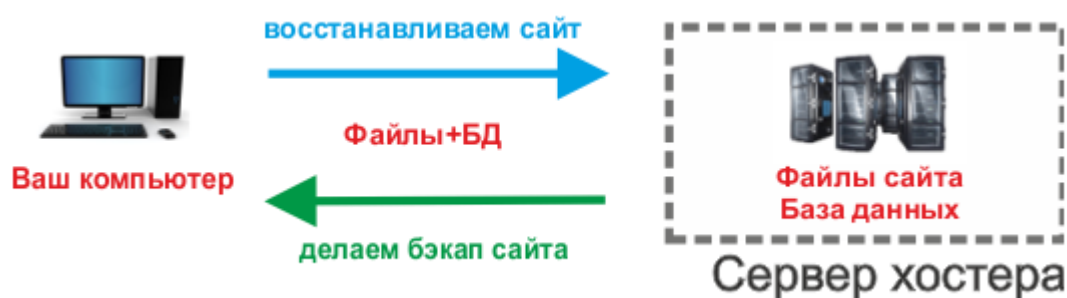 восстанавливаем сайт
Файлы+БД
Ваш компьютер
делаем бэкап сайта
Файлы сайта
База данных
Сервер хостера